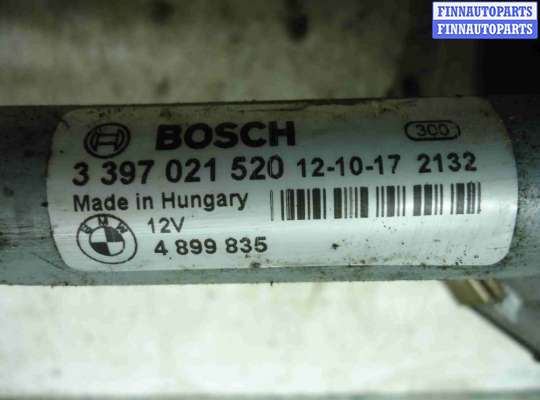 FINNAUTOPARTS
FINNAUTOPARTS
BOSCH 300
3 397 021 520 12-10-17 2132
Made in Hungary
BMW 12V
4 899 835